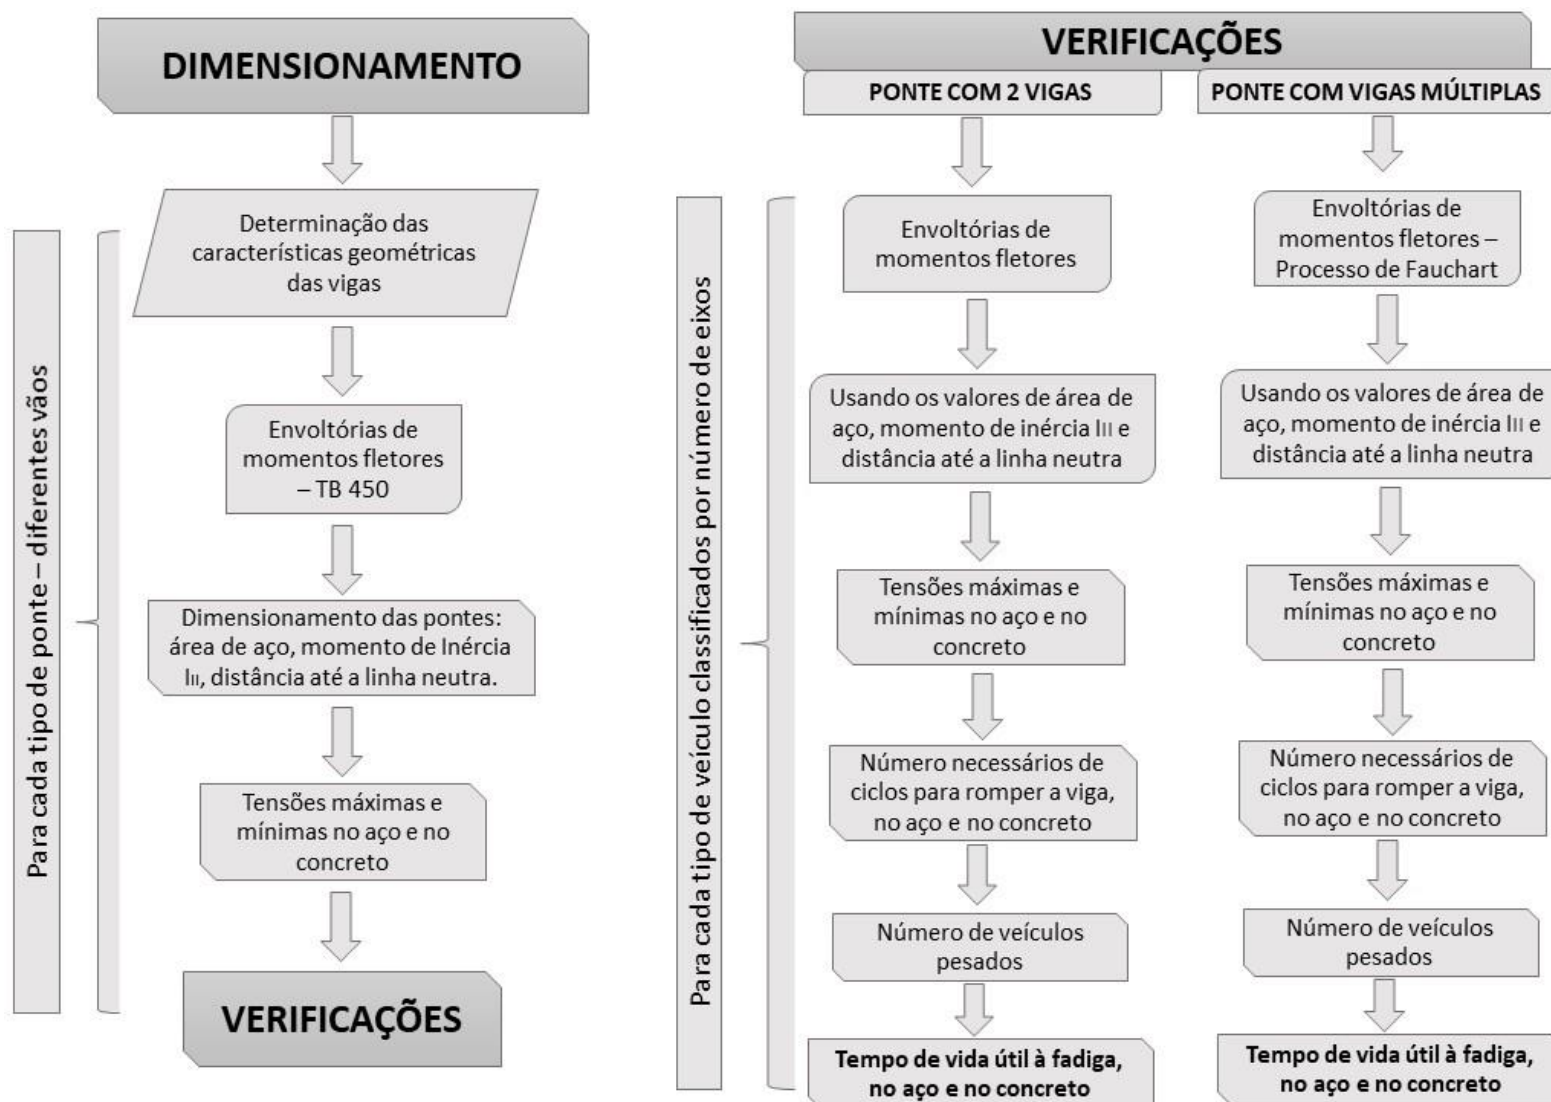 DIMENSIONAMENTO
Para cada tipo de ponte – diferentes vãos
Determinação das
características geométricas
das vigas
Envoltórias de
momentos fletores
– TB 450
Dimensionamento das pontes:
área de aço, momento de Inércia
III, distância até a linha neutra.
Tensões máximas e
mínimas no aço e no
concreto
VERIFICAÇÕES
VERIFICAÇÕES
Para cada tipo de veículo classificados por número de eixos
PONTE COM 2 VIGAS
Envoltórias de
momentos fletores
Usando os valores de área de
aço, momento de inércia III e
distância até a linha neutra
Tensões máximas e
mínimas no aço e no
concreto
Número necessários de
ciclos para romper a viga,
no aço e no concreto
Número de veículos
pesados
Tempo de vida útil à fadiga,
no aço e no concreto
PONTE COM VIGAS MÚLTIPLAS
Envoltórias de
momentos fletores –
Processo de Fauchart
Usando os valores de área de
aço, momento de inércia III e
distância até a linha neutra
Tensões máximas e
mínimas no aço e no
concreto
Número necessários de
ciclos para romper a viga,
no aço e no concreto
Número de veículos
pesados
Tempo de vida útil à fadiga,
no aço e no concreto